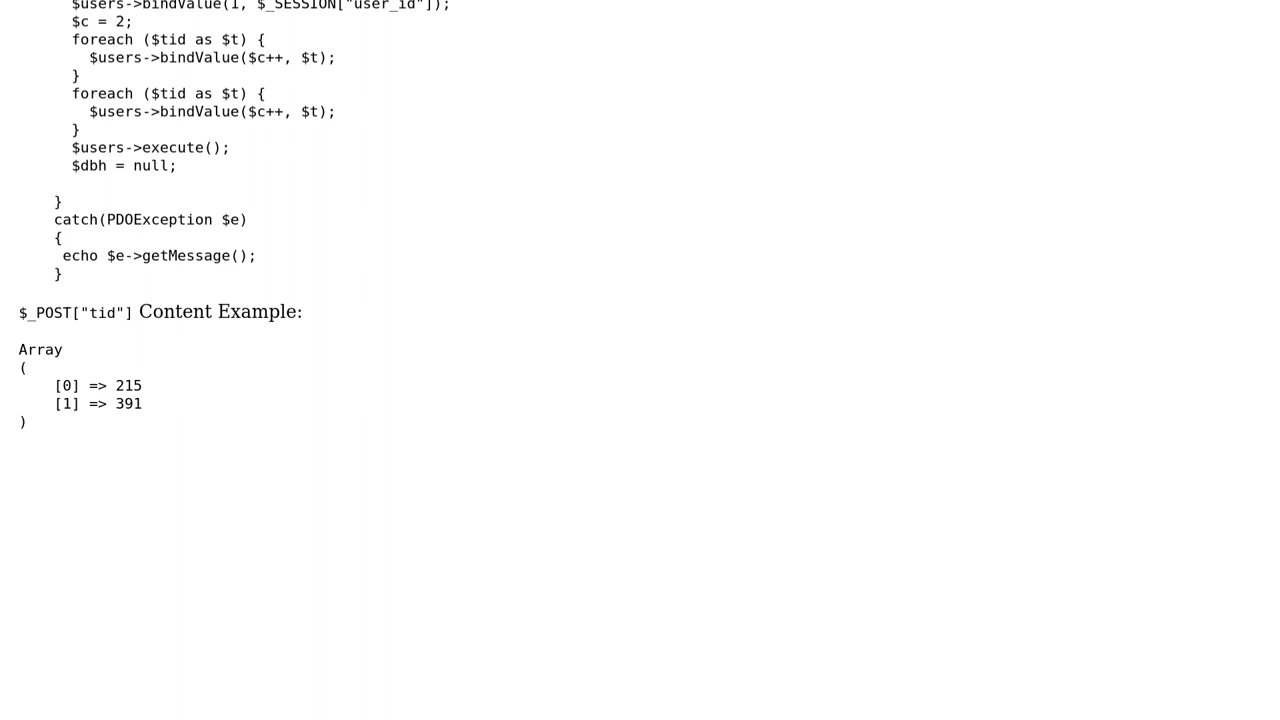 $users->bindValue(1, $_SESSION["user_id"]);
$c = 2;
foreach ($tid as $t) {
$users->bindValue($c++, $t);
}
foreach ($tid as $t) {
$users->bindValue($c++, $t);
}
$users->execute();
$dbh = null;
}
catch(PDOException $e)
{
echo $e->getMessage();
}
$_POST["tid"] Content Example:
Array
(
[0] => 215
[1] => 391
)